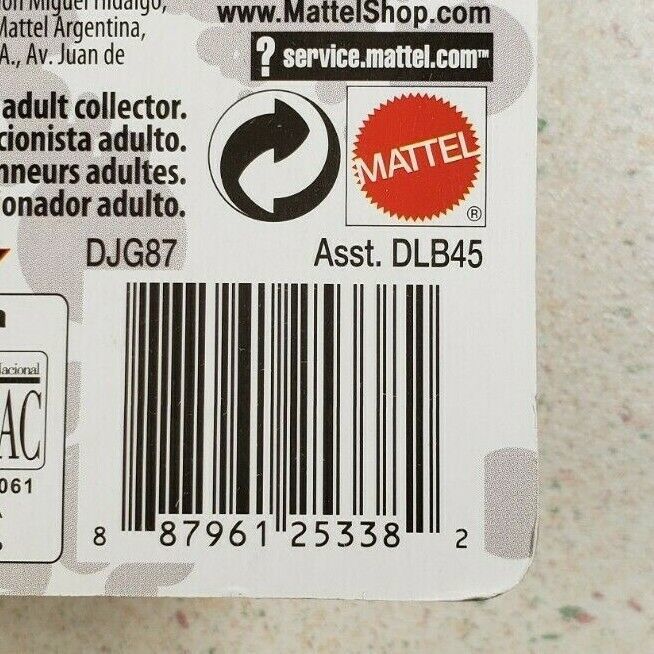 Miguel Hidalgo,
Mattel Argentina,
A., Av. Juan de
www.MattelShop.com
? service.mattel.com™
adult collector.
cionista adulto.
nneurs adultes.
onador adulto.
MATTEL
®
DJG87 Asst. DLB45
acional
AC
061
8 87961 25338 2